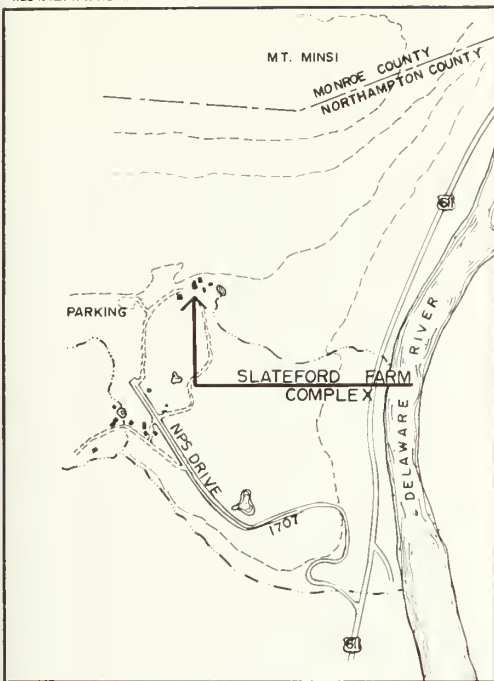 MT. MINSI
MONROE COUNTY
NORTHAMPTON COUNTY
611
PARKING
SLATEFORD FARM
COMPLEX
DELAWARE RIVER
NPS DRIVE
1707
611